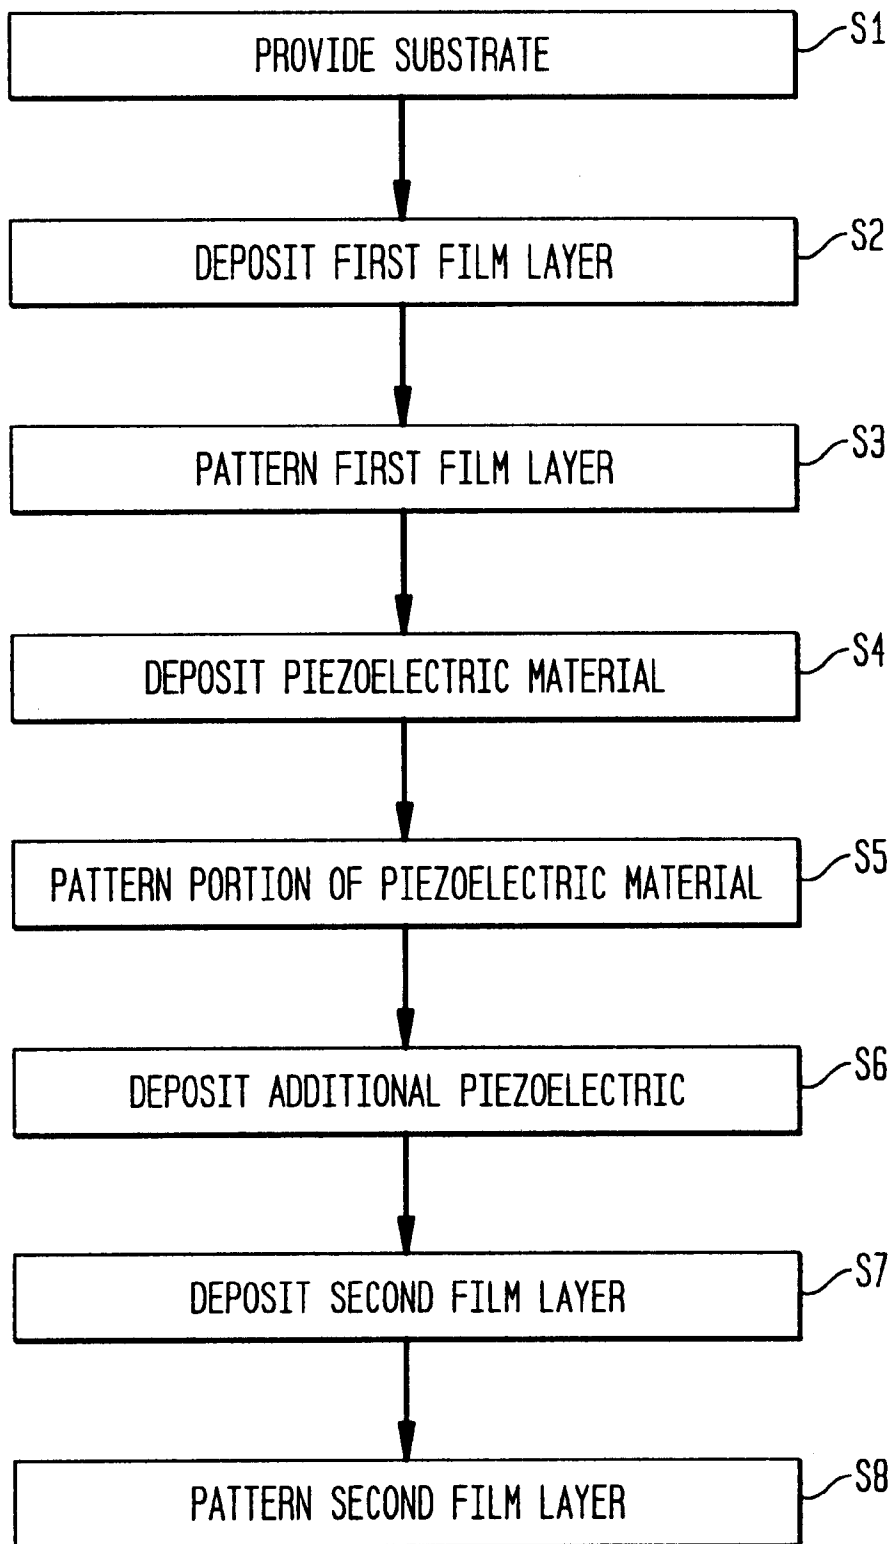 PROVIDE SUBSTRATE
S1
DEPOSIT FIRST FILM LAYER
S2
PATTERN FIRST FILM LAYER
S3
DEPOSIT PIEZOELECTRIC MATERIAL
S4
PATTERN PORTION OF PIEZOELECTRIC MATERIAL
S5
DEPOSIT ADDITIONAL PIEZOELECTRIC
S6
DEPOSIT SECOND FILM LAYER
S7
PATTERN SECOND FILM LAYER
S8